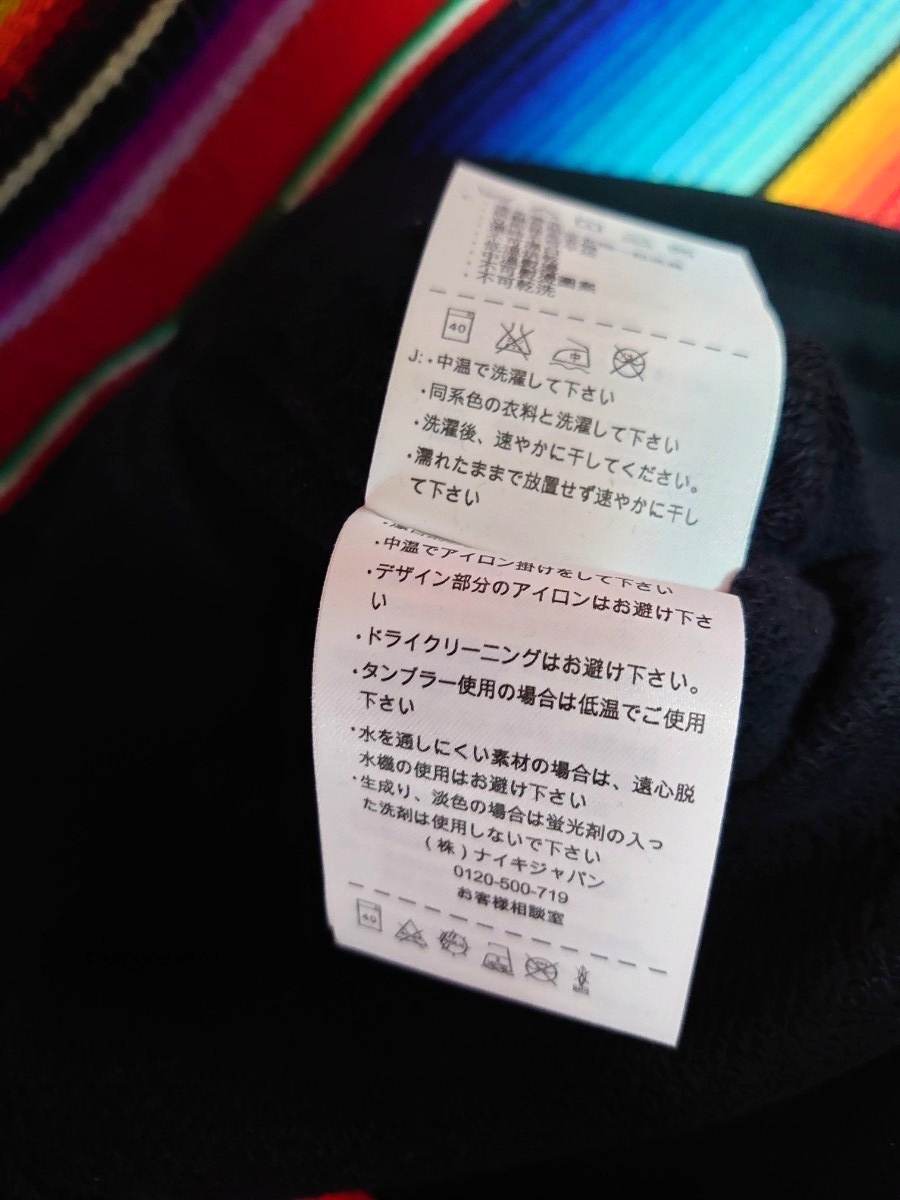 不可乾洗
40
中
J:・中温で洗濯して下さい
・同系色の衣料と洗濯して下さい
・洗濯後、速やかに干してください。
・濡れたままで放置せず速やかに干し
て下さい
・中温でアイロン掛けをして下さい
・デザイン部分のアイロンはお避け下さ
い
・ドライクリーニングはお避け下さい。
・タンブラー使用の場合は低温でご使用
下さい
・水を通しにくい素材の場合は、遠心脱
水機の使用はお避け下さい
・生成り、淡色の場合は蛍光剤の入っ
た洗剤は使用しないで下さい
(株)ナイキジャパン
0120-500-719
お客様相談室
40